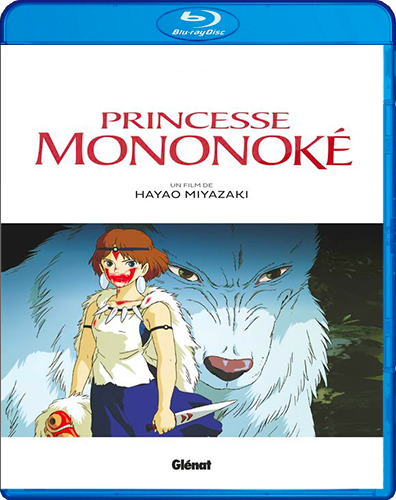 Blu-ray Disc
PRINCESSE
MONONOKÉ
UN FILM DE
HAYAO MIYAZAKI
Glénat